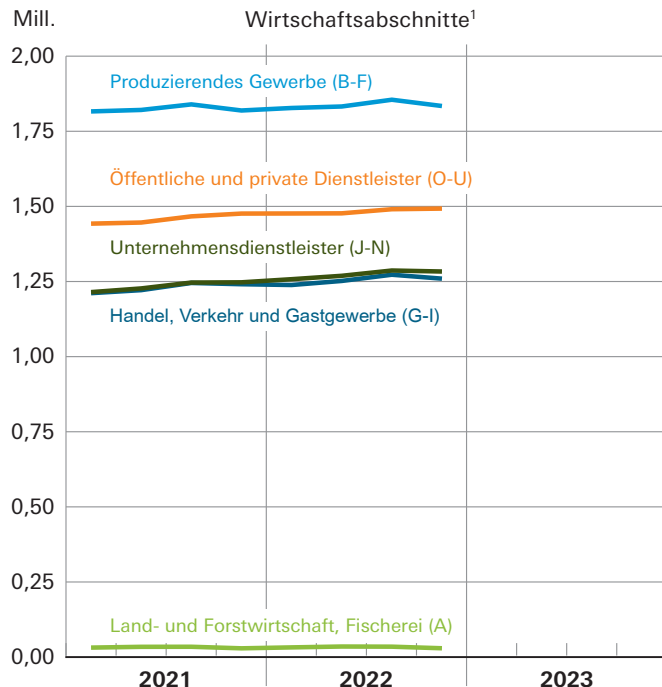 Mill.
Wirtschaftsabschnitte¹
2,00
Produzierendes Gewerbe (B-F)
1,75
Öffentliche und private Dienstleister (O-U)
1,50
Unternehmensdienstleister (J-N)
1,25
Handel, Verkehr und Gastgewerbe (G-I)
1,00
0,75
0,50
0,25
Land- und Forstwirtschaft, Fischerei (A)
0,00
2021
2022
2023